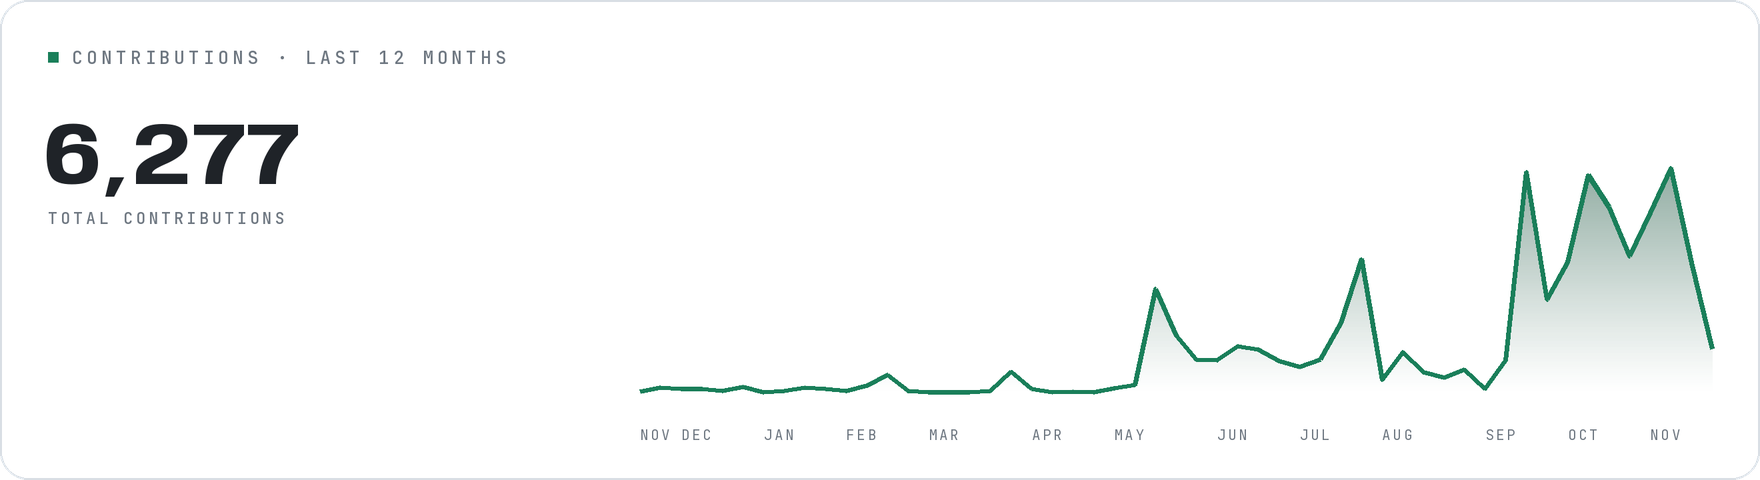 CONTRIBUTIONS · LAST 12 MONTHS
6,277
TOTAL CONTRIBUTIONS
NOV DEC JAN FEB MAR APR MAY JUN JUL AUG SEP OCT NOV